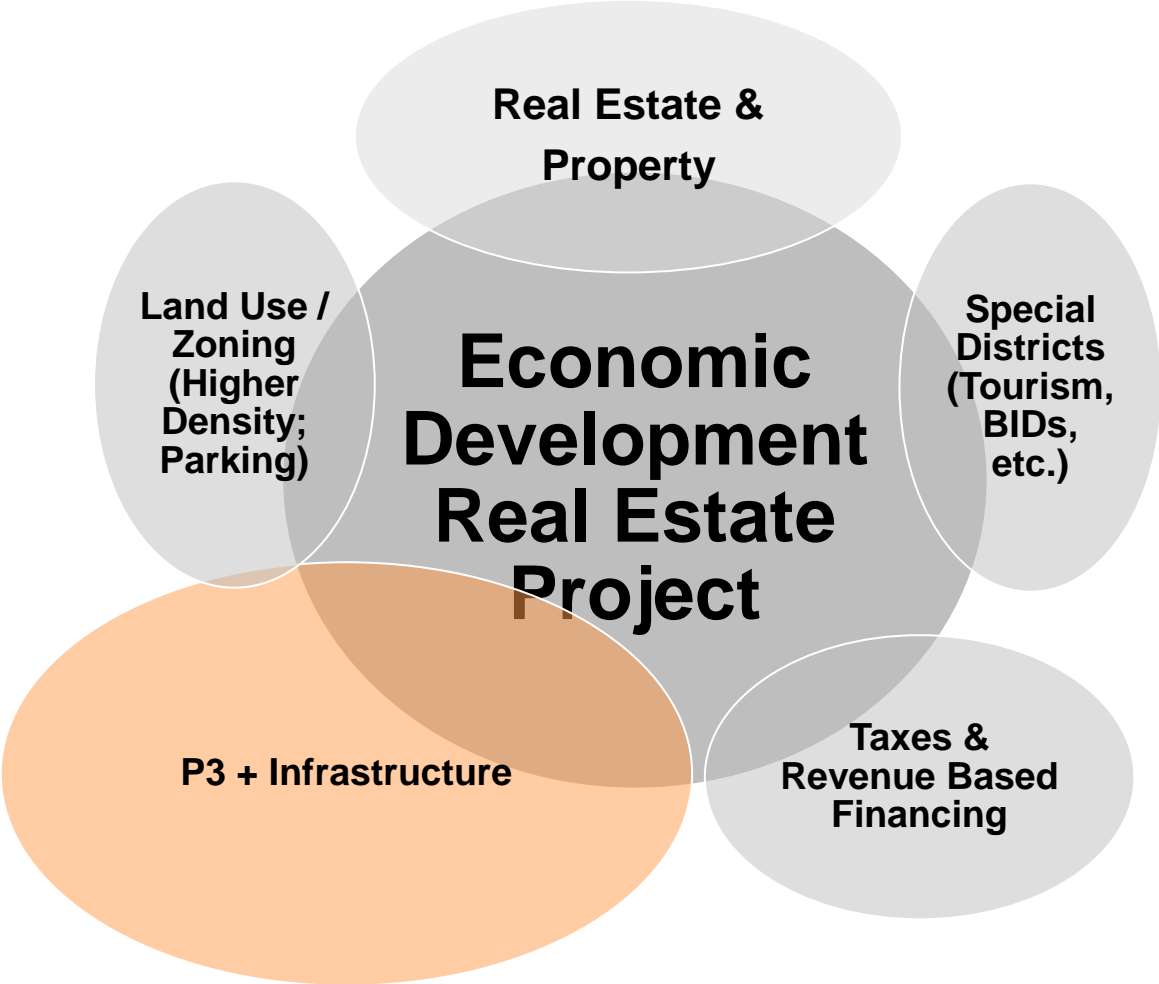 Real Estate &
Property
Land Use /
Zoning
(Higher
Density;
Parking)
Economic
Development
Real Estate
Project
Special
Districts
(Tourism,
BIDs,
etc.)
P3 + Infrastructure
Taxes &
Revenue Based
Financing